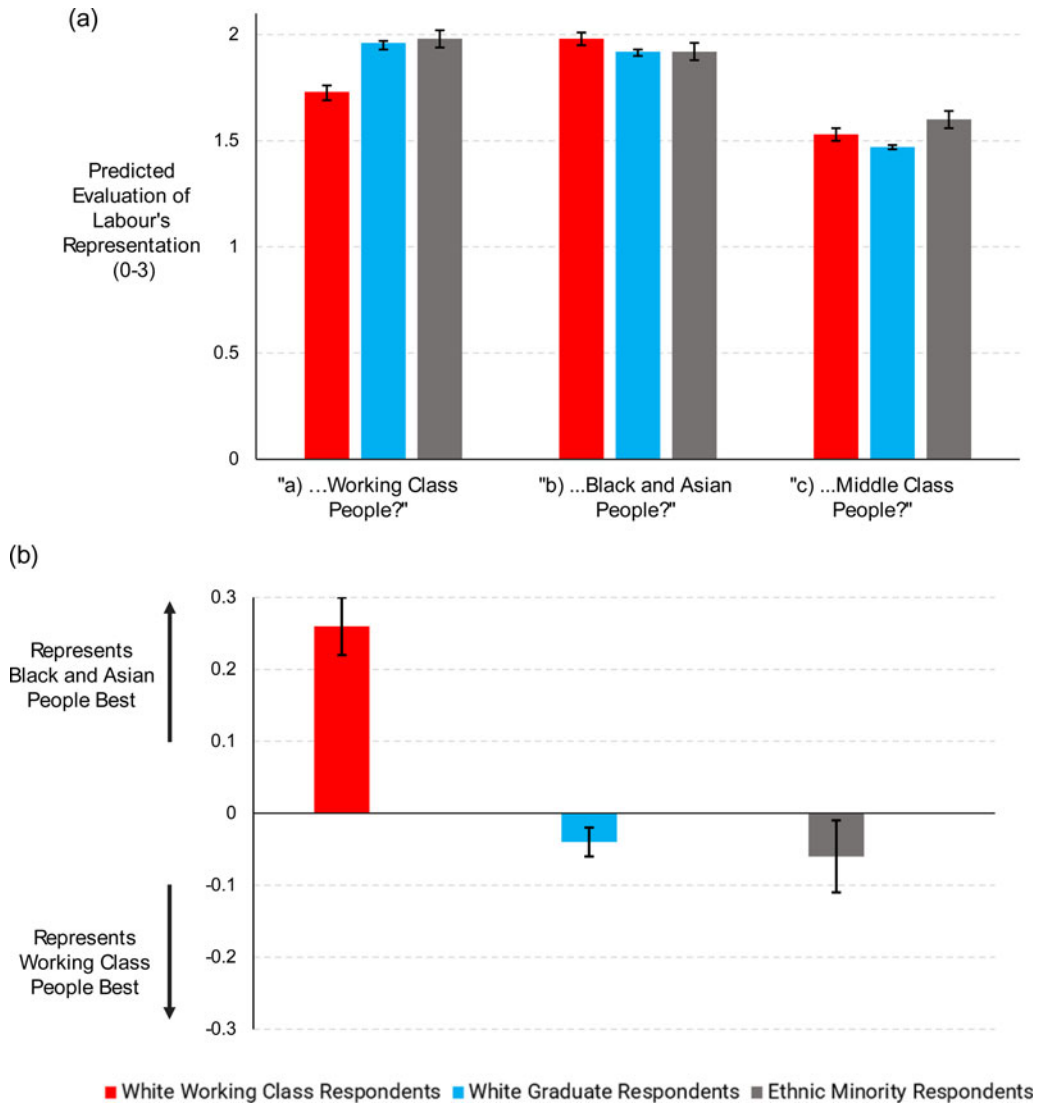 (a)
2
1.5
1
0.5
0
Predicted
Evaluation of
Labour's
Representation
(0-3)
"a) …Working Class
People?"
"b) ...Black and Asian
People?"
"c) ...Middle Class
People?"
(b)
0.3
0.2
0.1
0
-0.1
-0.2
-0.3
Represents
Black and Asian
People Best
Represents
Working Class
People Best
White Working Class Respondents
White Graduate Respondents
Ethnic Minority Respondents